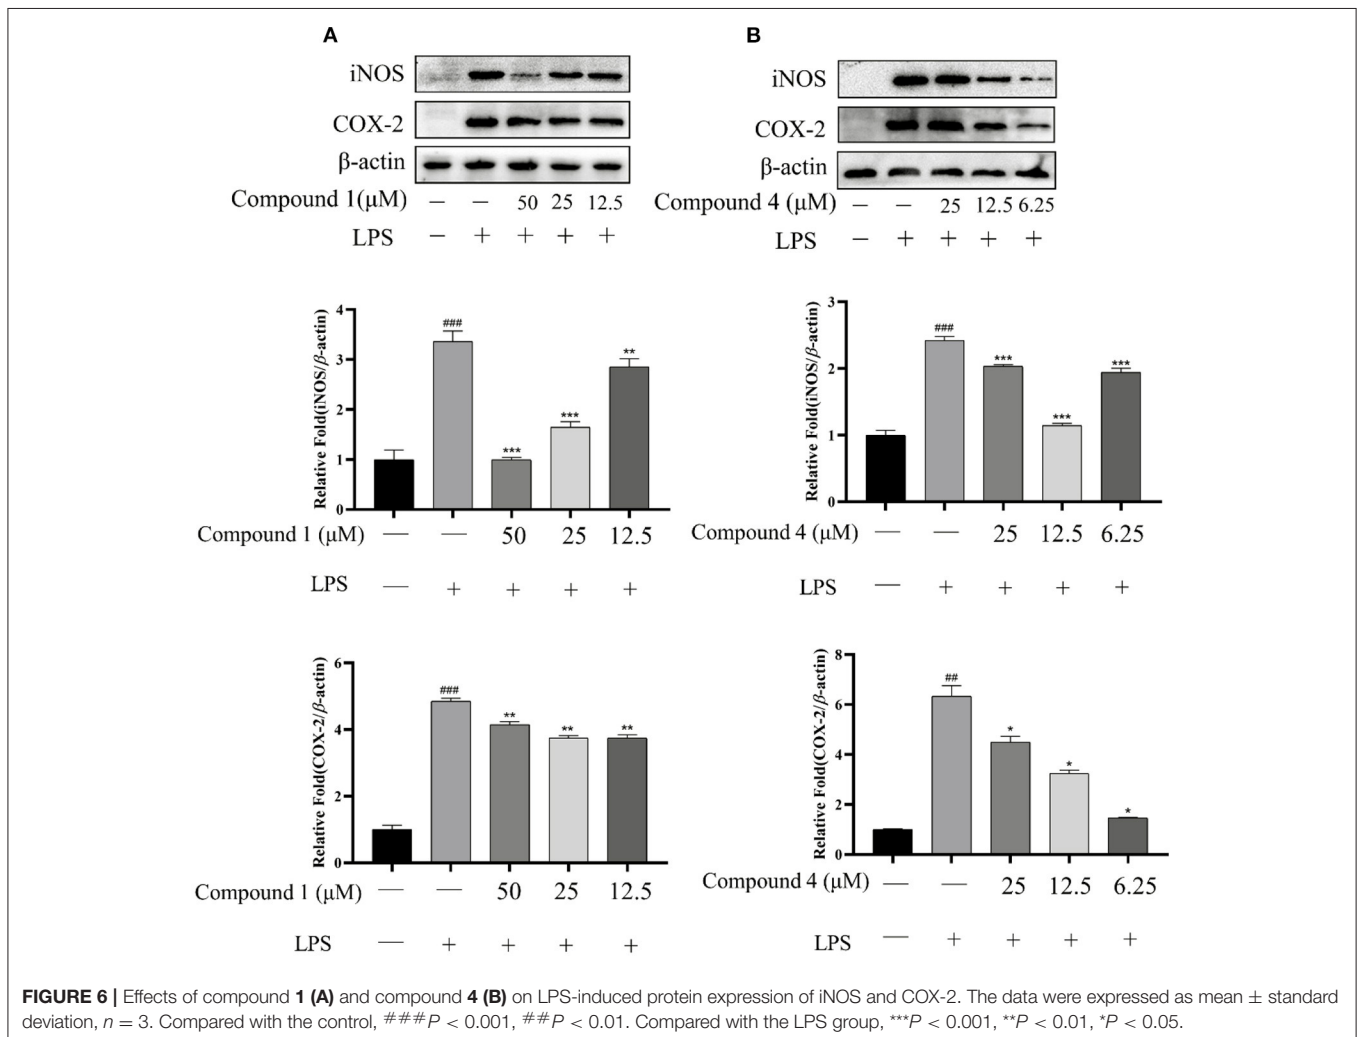 A
iNOS
COX-2
β-actin
Compound 1(μM) – – 50 25 12.5
LPS – + + + +
B
iNOS
COX-2
β-actin
Compound 4 (μM) – – 25 12.5 6.25
LPS – + + + +
Relative Fold(iNOS/β-actin)
4
3
2
1
0
###
***
***
**
Compound 1 (μM) — — 50 25 12.5
LPS — + + + +
Relative Fold(iNOS/β-actin)
3
2
1
0
###
***
***
***
Compound 4 (μM) — — 25 12.5 6.25
LPS — + + + +
Relative Fold(COX-2/β-actin)
6
4
2
0
###
**
**
**
Compound 1 (μM) — — 50 25 12.5
LPS — + + + +
Relative Fold(COX-2/β-actin)
8
6
4
2
0
##
*
*
*
Compound 4 (μM) — — 25 12.5 6.25
LPS — + + + +
FIGURE 6 | Effects of compound 1 (A) and compound 4 (B) on LPS-induced protein expression of iNOS and COX-2. The data were expressed as mean ± standard
deviation, n = 3. Compared with the control, ###P < 0.001, ##P < 0.01. Compared with the LPS group, ***P < 0.001, **P < 0.01, *P < 0.05.